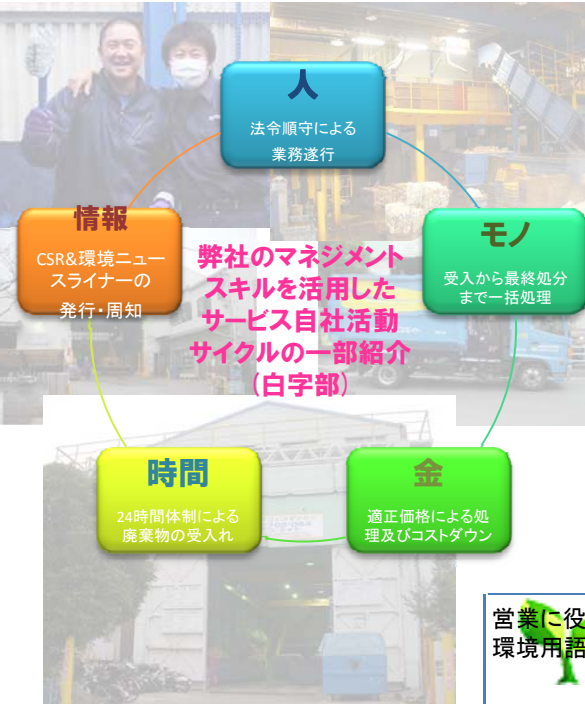 人
法令順守による
業務遂行
情報
CSR&環境ニュー
スライナーの
発行・周知
モノ
受入から最終処分
まで一括処理
弊社のマネジメント
スキルを活用した
サービス自社活動
サイクルの一部紹介
(白字部)
時間
24時間体制による
廃棄物の受入れ
金
適正価格による処
理及びコストダウン
営業に役
環境用語